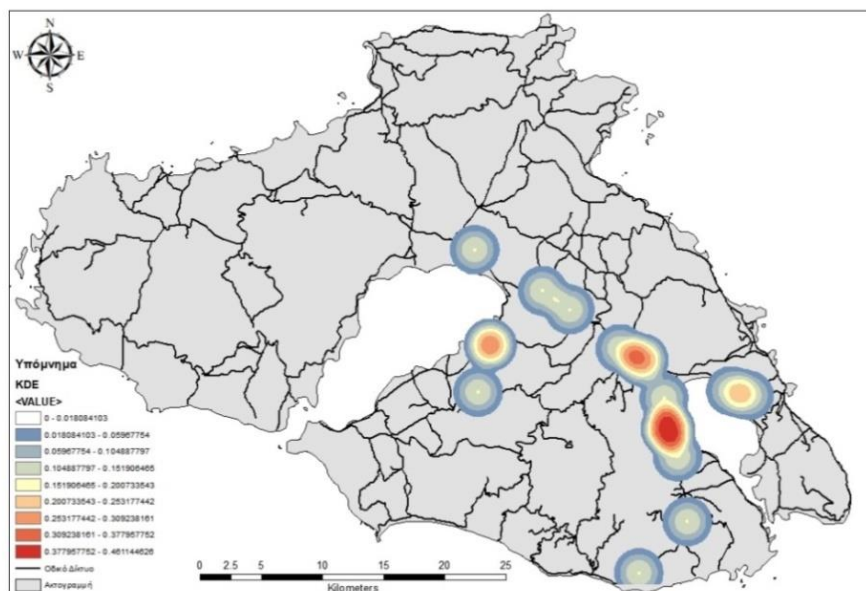 N
W E
S
Υπόμνημα
KDE
<VALUE>
0 - 0.018084103
0.018084103 - 0.05967754
0.05967754 - 0.104887797
0.104887797 - 0.151906465
0.151906465 - 0.200733543
0.200733543 - 0.253177442
0.253177442 - 0.309238161
0.309238161 - 0.377957752
0.377957752 - 0.461144626
Οδικό Δίκτυο
Ακτογραμμή
0 2.5 5 10 15 20 25
Kilometers